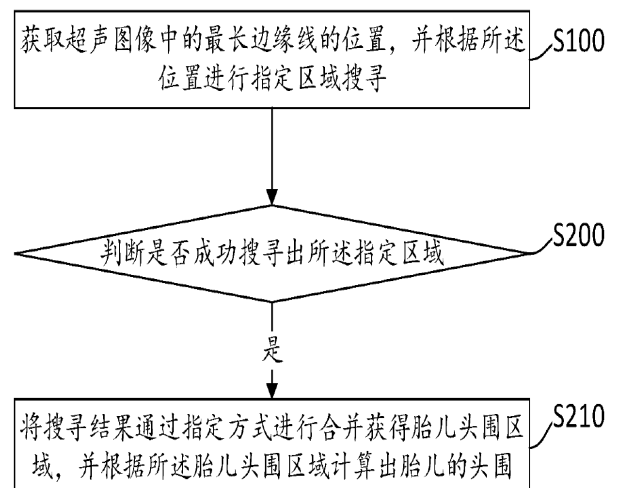 获取超声图像中的最长边缘线的位置，并根据所述
位置进行指定区域搜寻
S100
判断是否成功搜寻出所述指定区域
S200
是
将搜寻结果通过指定方式进行合并获得胎儿头围区
域，并根据所述胎儿头围区域计算出胎儿的头围
S210